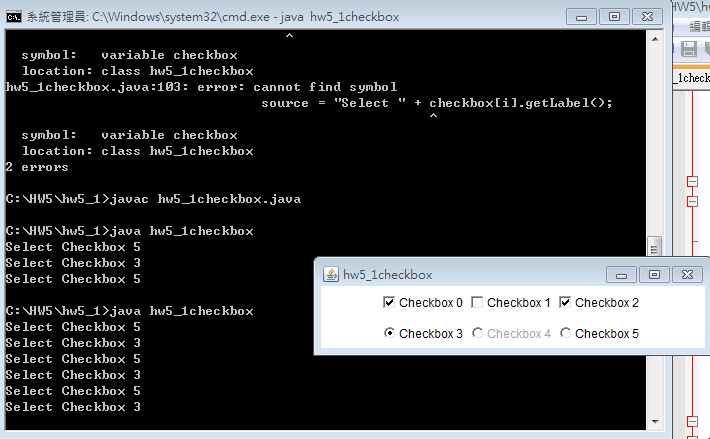 系統管理員: C:\Windows\system32\cmd.exe - java  hw5_1checkbox
^
symbol:   variable checkbox
location: class hw5_1checkbox
hw5_1checkbox.java:103: error: cannot find symbol
source = "Select " + checkbox[i].getLabel();
^
symbol:   variable checkbox
location: class hw5_1checkbox
2 errors
C:\HW5\hw5_1>javac hw5_1checkbox.java
C:\HW5\hw5_1>java hw5_1checkbox
Select Checkbox 5
Select Checkbox 3
Select Checkbox 5
C:\HW5\hw5_1>java hw5_1checkbox
Select Checkbox 5
Select Checkbox 3
Select Checkbox 5
Select Checkbox 3
Select Checkbox 5
Select Checkbox 3
hw5_1checkbox
Checkbox 0 Checkbox 1 Checkbox 2
Checkbox 3 Checkbox 4 Checkbox 5
HW5\hw
編輯
_1check